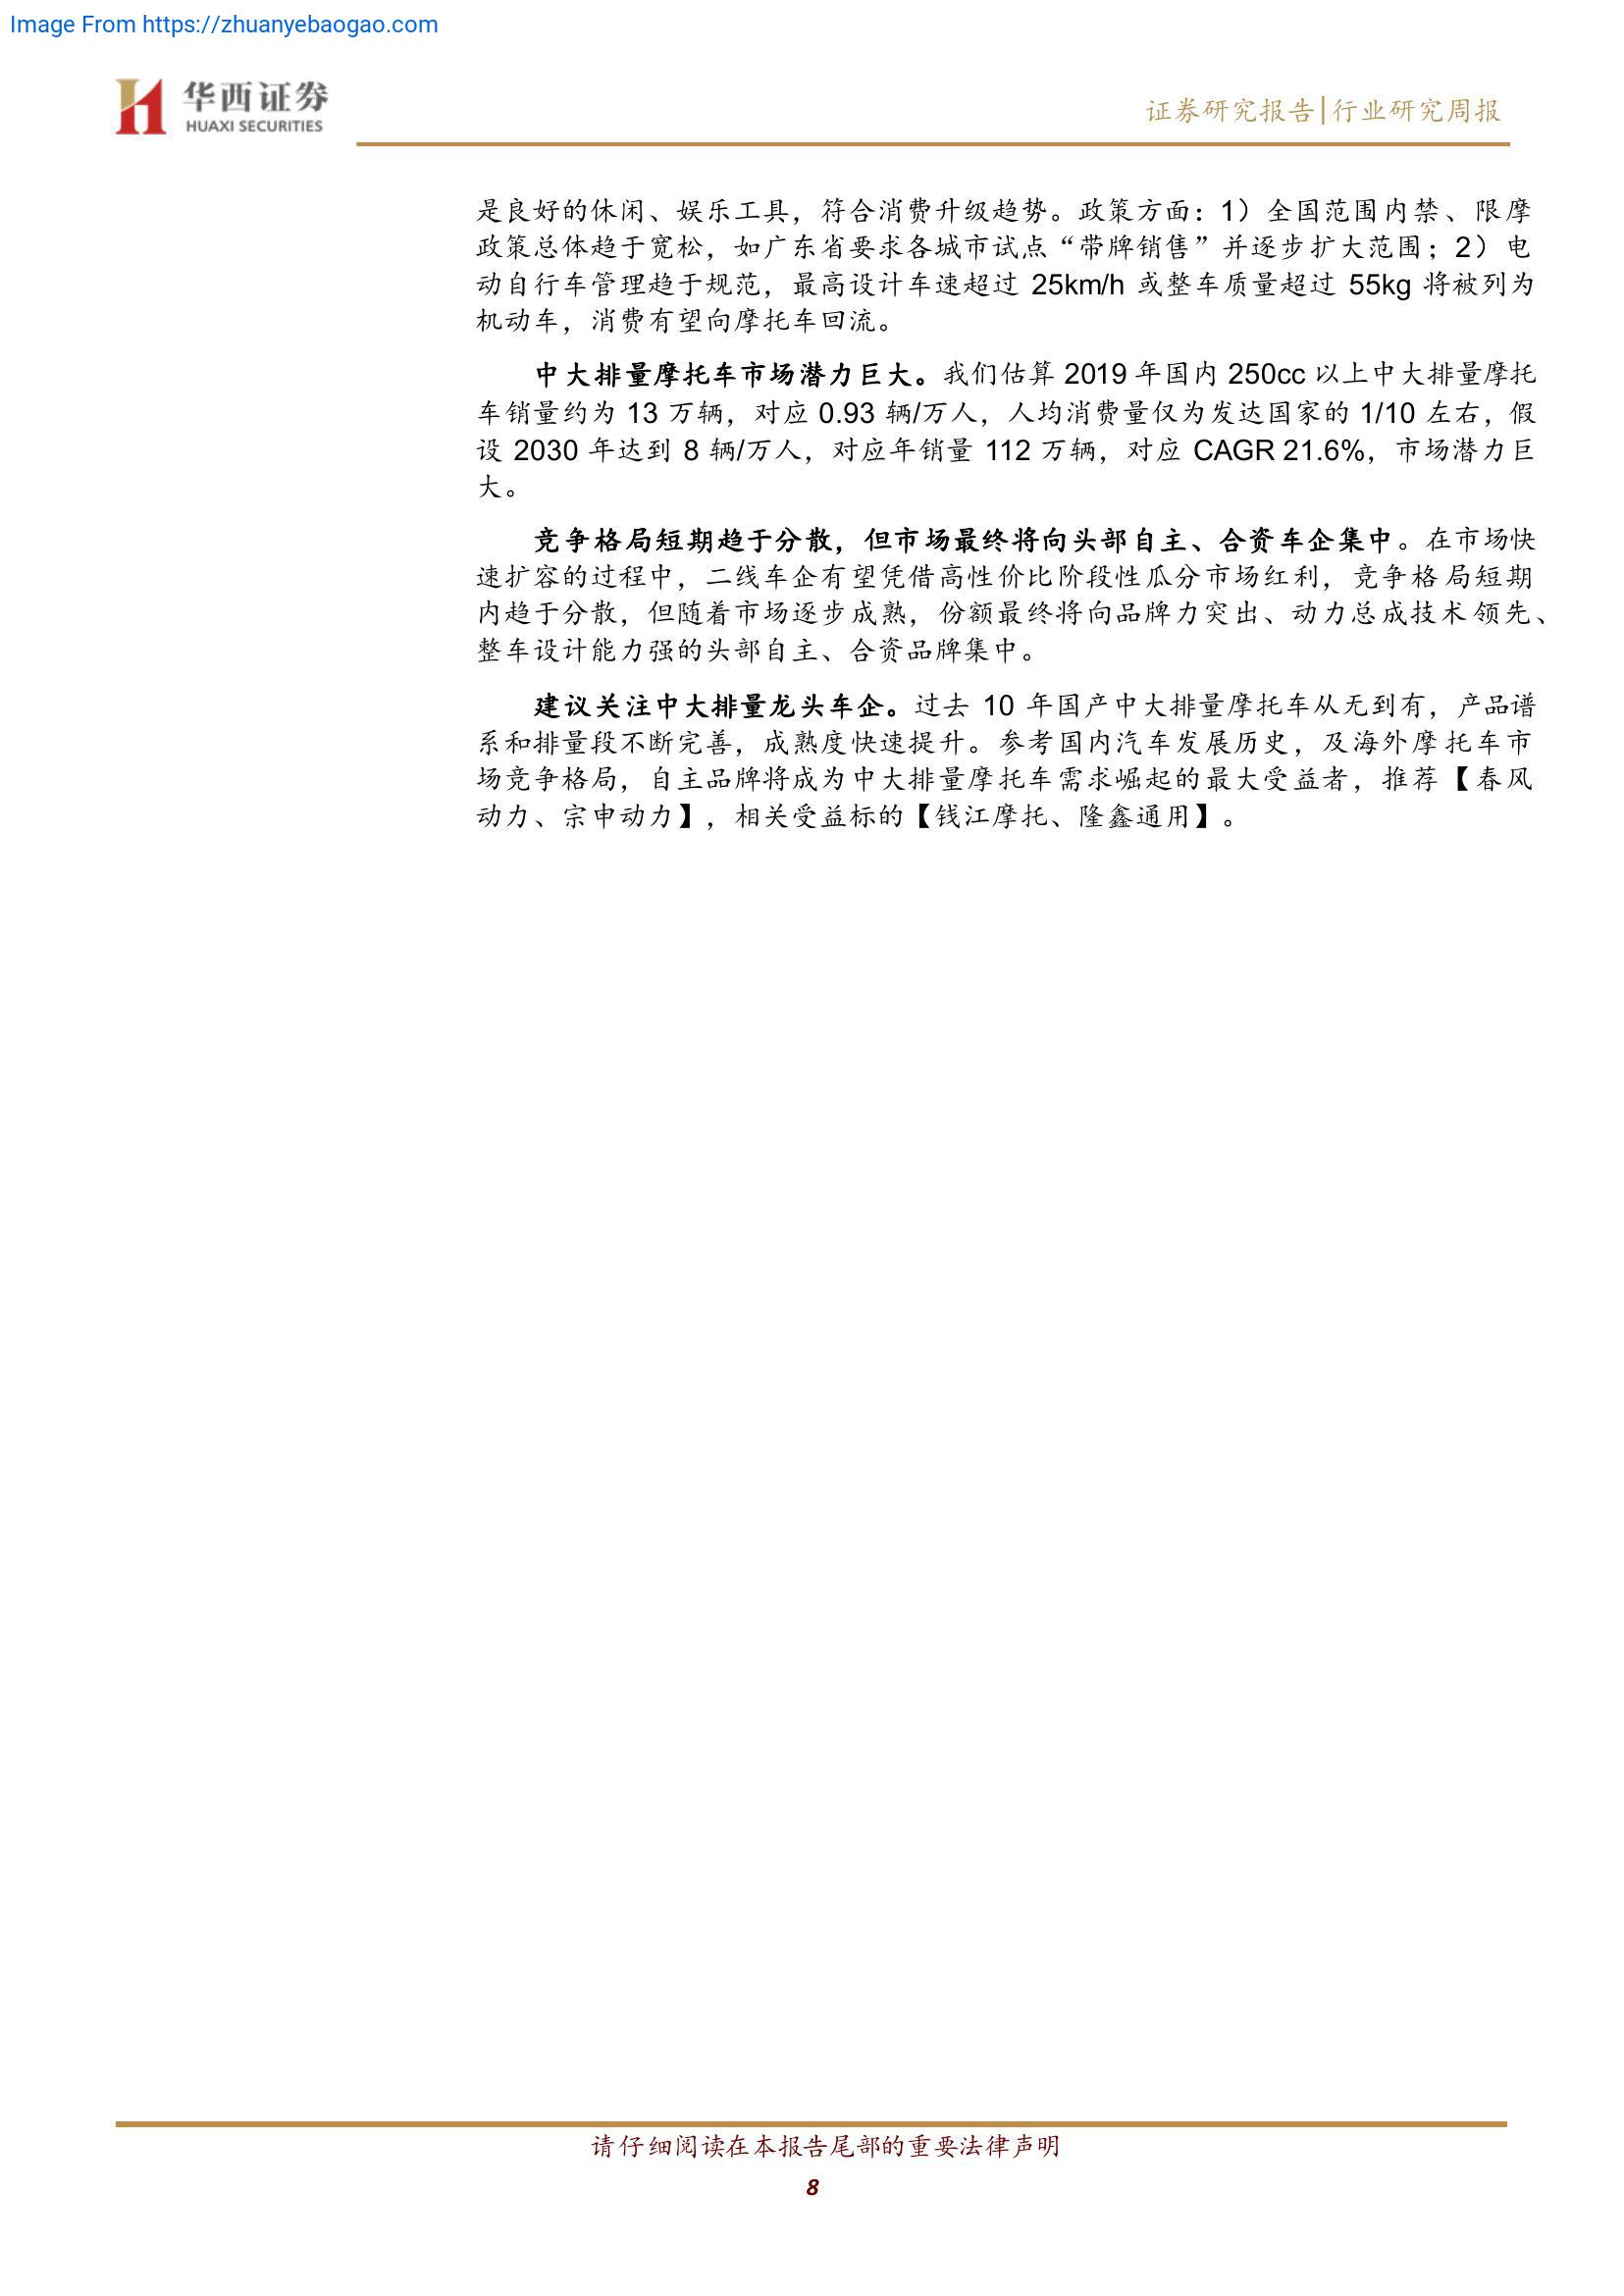 Image From https://zhuanyebaogao.com
华西证券
HUAXI SECURITIES
证券研究报告|行业研究周报
是良好的休闲、娱乐工具，符合消费升级趋势。政策方面：1）全国范围内禁、限摩
政策总体趋于宽松，如广东省要求各城市试点“带牌销售”并逐步扩大范围；2）电
动自行车管理趋于规范，最高设计车速超过 25km/h 或整车质量超过 55kg 将被列为
机动车，消费有望向摩托车回流。
中大排量摩托车市场潜力巨大。我们估算 2019 年国内 250cc 以上中大排量摩托
车销量约为 13 万辆，对应 0.93 辆/万人，人均消费量仅为发达国家的 1/10 左右，假
设 2030 年达到 8 辆/万人，对应年销量 112 万辆，对应 CAGR 21.6%，市场潜力巨
大。
竞争格局短期趋于分散，但市场最终将向头部自主、合资车企集中。在市场快
速扩容的过程中，二线车企有望凭借高性价比阶段性瓜分市场红利，竞争格局短期
内趋于分散，但随着市场逐步成熟，份额最终将向品牌力突出、动力总成技术领先、
整车设计能力强的头部自主、合资品牌集中。
建议关注中大排量龙头车企。过去 10 年国产中大排量摩托车从无到有，产品谱
系和排量段不断完善，成熟度快速提升。参考国内汽车发展历史，及海外摩托车市
场竞争格局，自主品牌将成为中大排量摩托车需求崛起的最大受益者，推荐【春风
动力、宗申动力】，相关受益标的【钱江摩托、隆鑫通用】。
请仔细阅读在本报告尾部的重要法律声明
8